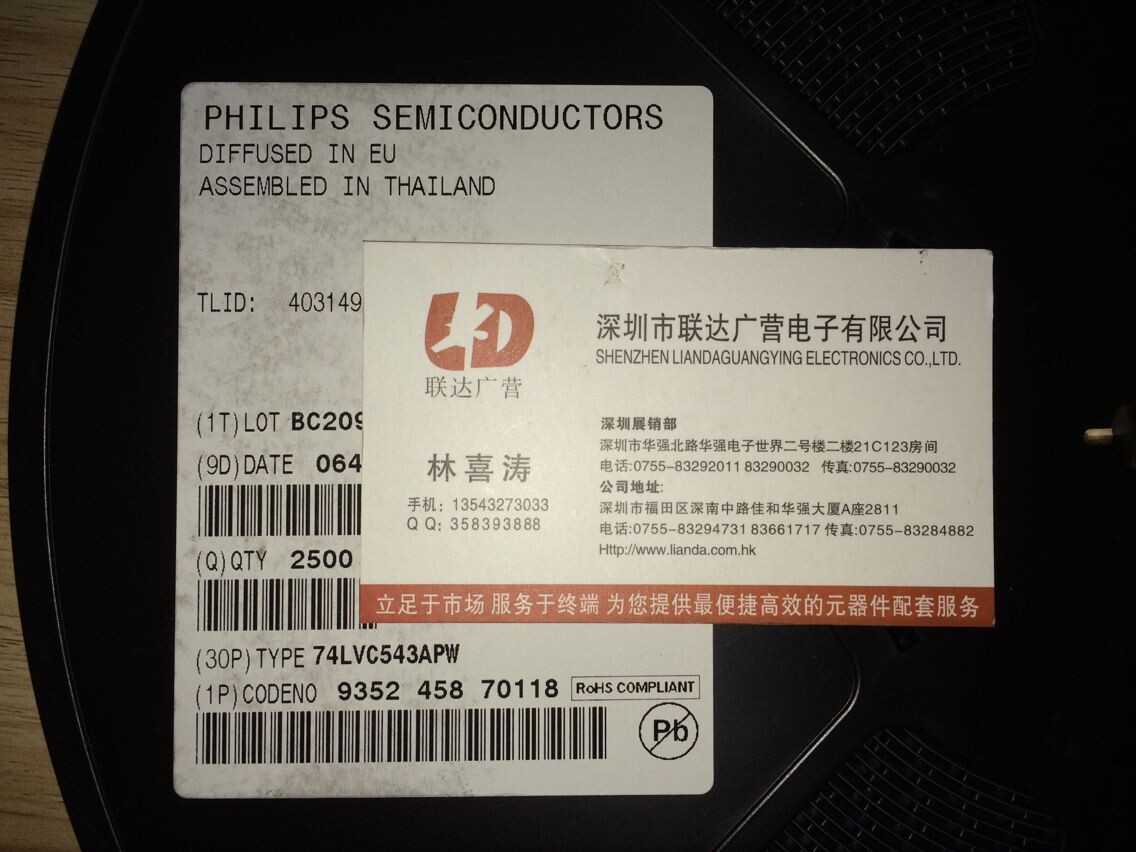 PHILIPS SEMICONDUCTORS
DIFFUSED IN EU
ASSEMBLED IN THAILAND
TLID: 403149
(1T)LOT BC209
(9D)DATE 064
(Q)QTY 2500
(30P)TYPE 74LVC543APW
(1P)CODENO 9352 458 70118 RoHS COMPLIANT
Pb
LD
联达广营
深圳市联达广营电子有限公司
SHENZHEN LIANDAGUANGYING ELECTRONICS CO.,LTD.
林喜涛
手机：13543273033
Q Q：358393888
深圳展销部
深圳市华强北路华强电子世界二号楼二楼21C123房间
电话:0755-83292011 83290032 传真:0755-83290032
公司地址:
深圳市福田区深南中路佳和华强大厦A座2811
电话:0755-83294731 83661717 传真:0755-83284882
Http://www.lianda.com.hk
立足于市场 服务于终端 为您提供最便捷高效的元器件配套服务